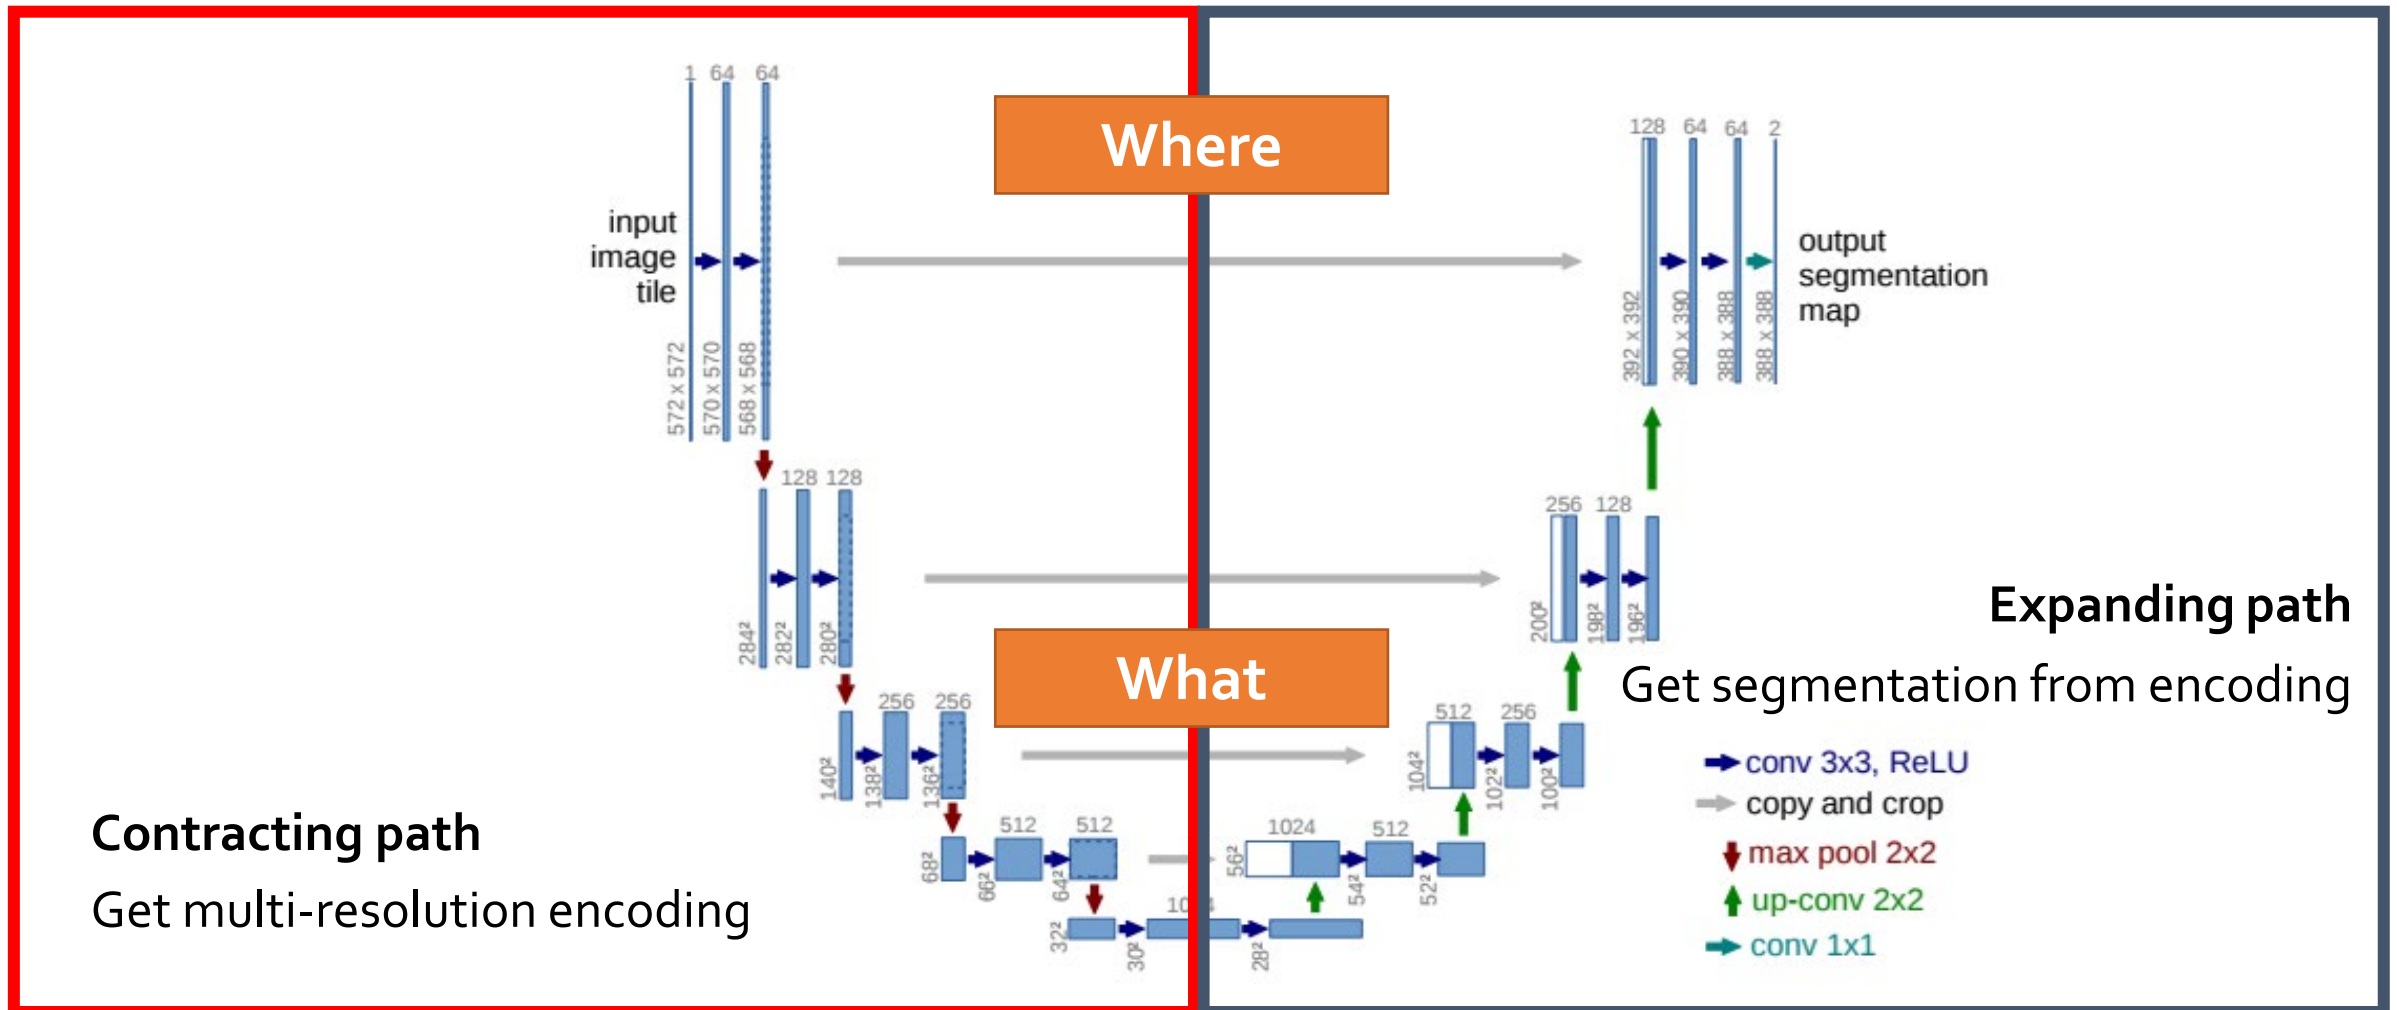 1 64 64
Where
128 64 64 2
input
image
tile
output
segmentation
map
572 x 572
570 x 570
568 x 568
392 x 392
390 x 390
388 x 388
388 x 388
128 128
256 128
284²
282²
280²
200²
198²
196²
Expanding path
Get segmentation from encoding
What
256 256
512 256
140²
138²
136²
104²
102²
100²
conv 3x3, ReLU
copy and crop
max pool 2x2
up-conv 2x2
conv 1x1
Contracting path
Get multi-resolution encoding
512 512
1024 512
68²
66²
64²
56²
54²
52²
32²
30²
28²